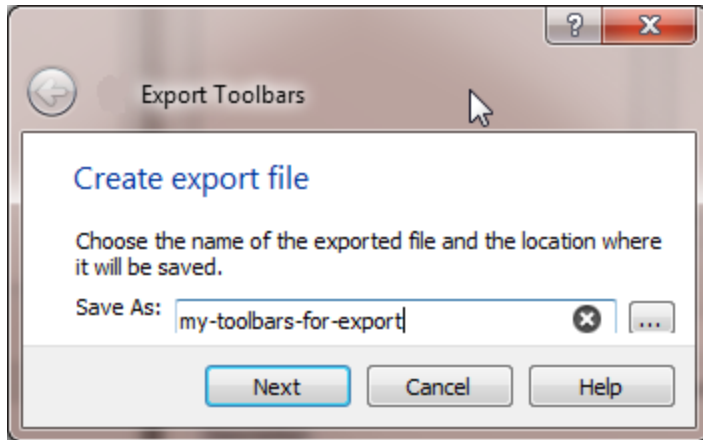 ?
Export Toolbars
Create export file
Choose the name of the exported file and the location where
it will be saved.
Save As: my-toolbars-for-export ...
Next Cancel Help